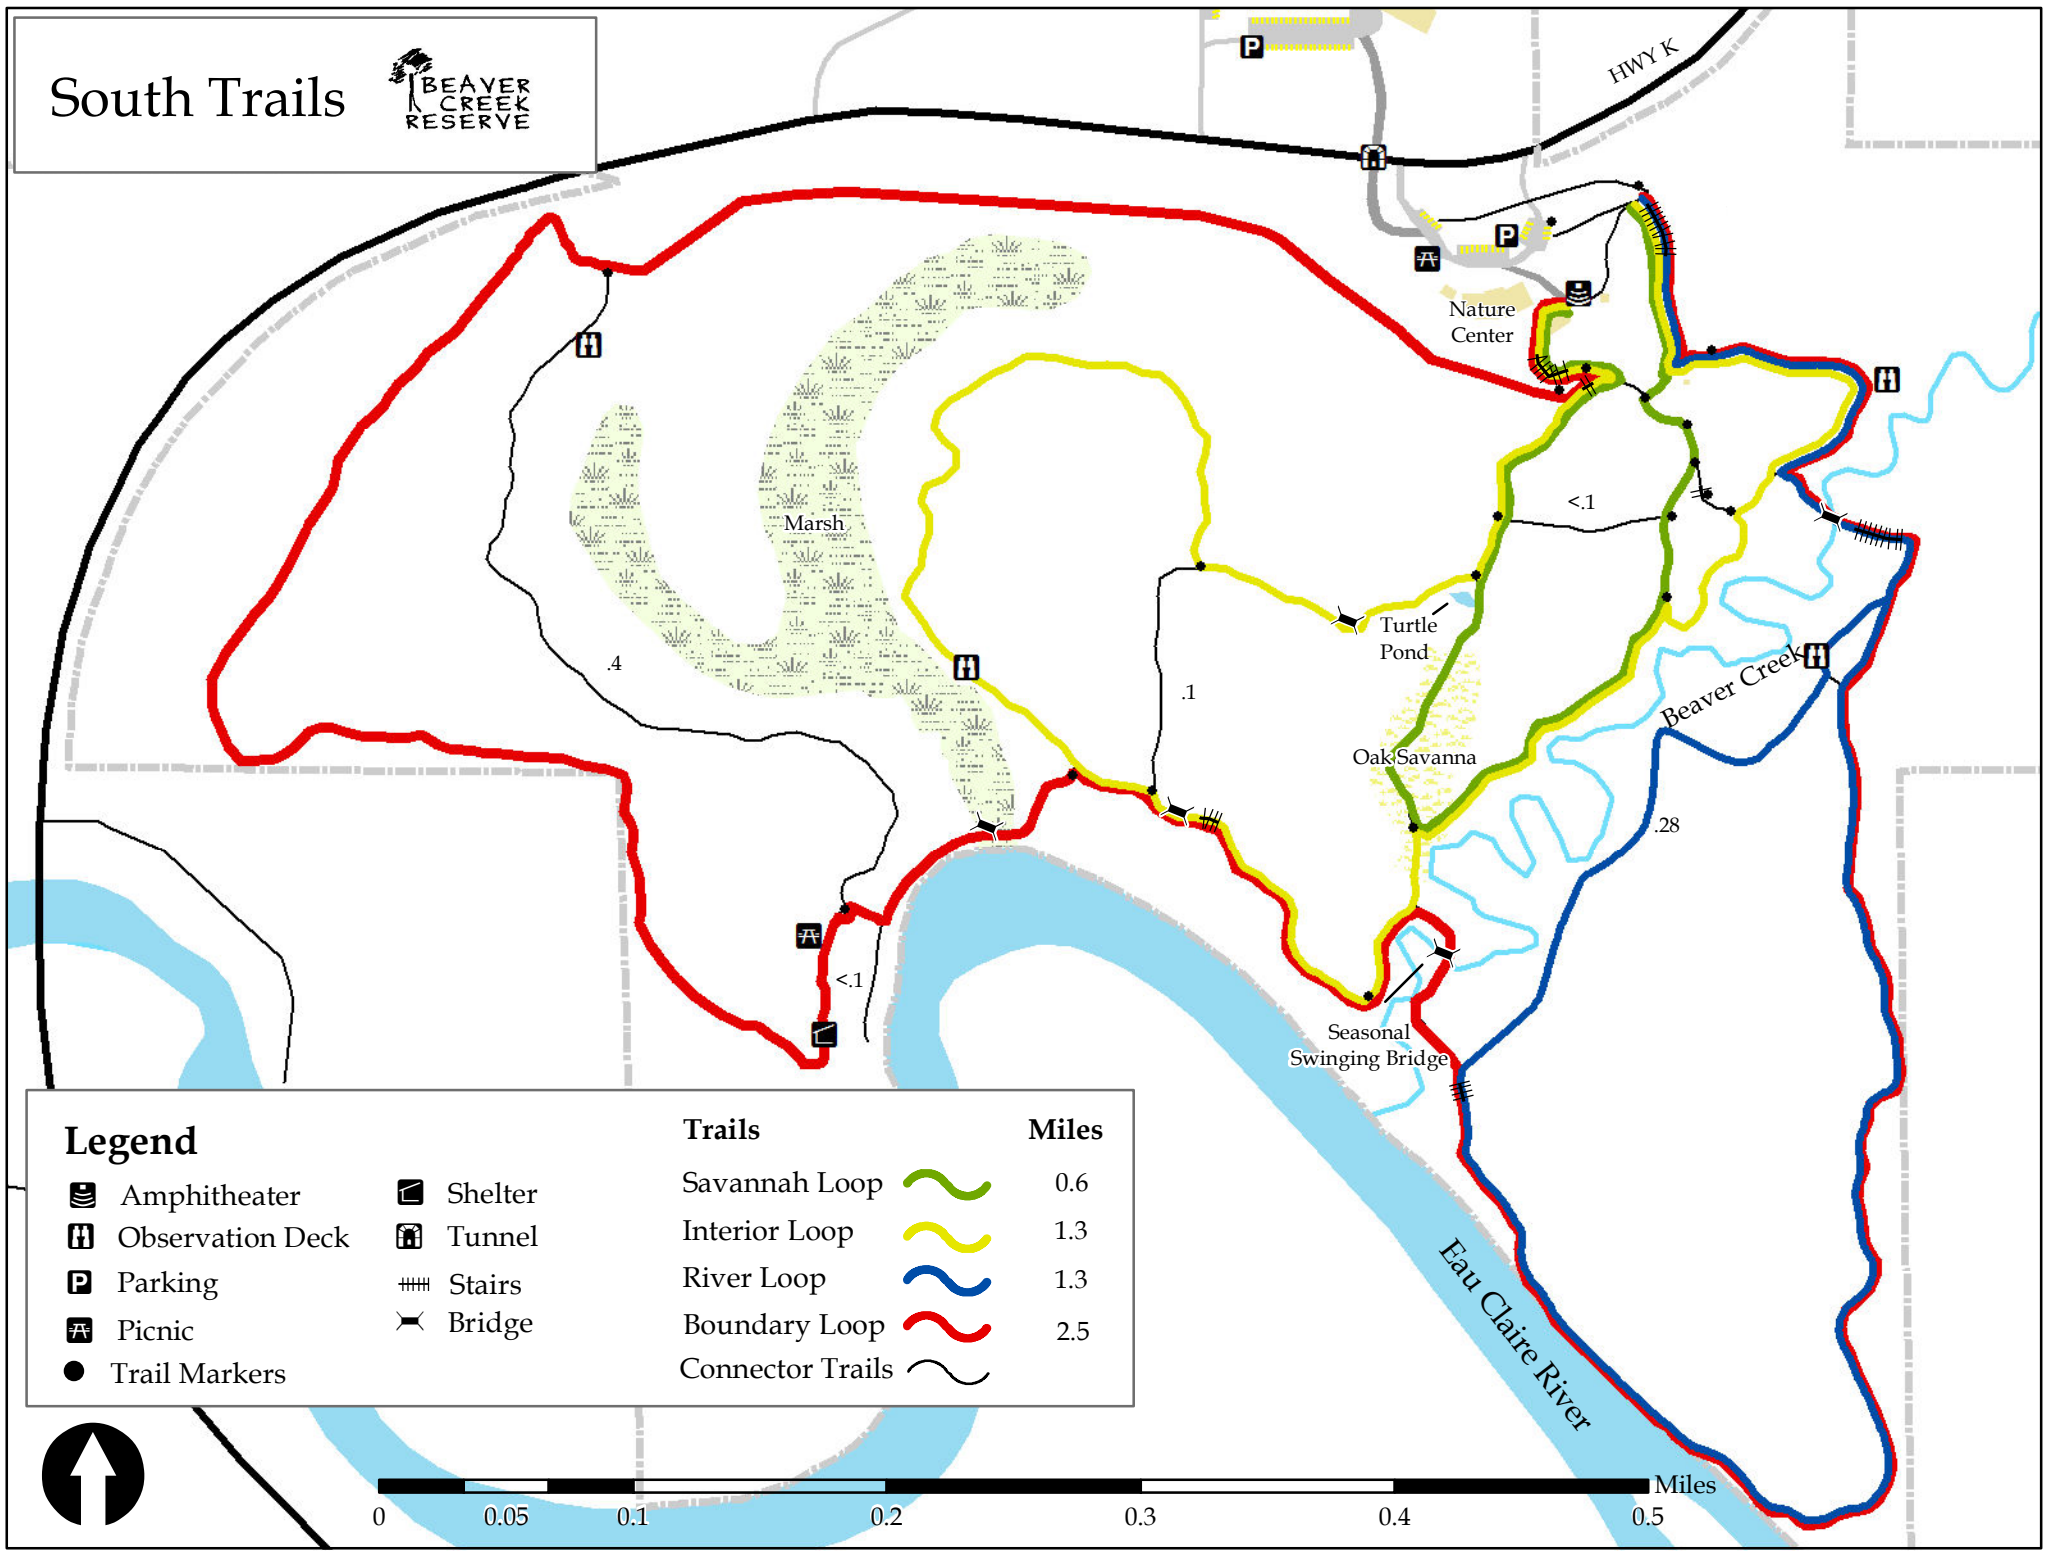 South Trails
BEAVER
CREEK
RESERVE
HWY K
P
P
Nature
Center
<.1
Marsh
Turtle
Pond
.4
.1
Beaver Creek
Oak Savanna
.28
<.1
Seasonal
Swinging Bridge
Eau Claire River
Legend
Amphitheater
Observation Deck
P Parking
Picnic
Trail Markers
Shelter
Tunnel
Stairs
Bridge
Trails Miles
Savannah Loop 0.6
Interior Loop 1.3
River Loop 1.3
Boundary Loop 2.5
Connector Trails
Miles
0 0.05 0.1 0.2 0.3 0.4 0.5